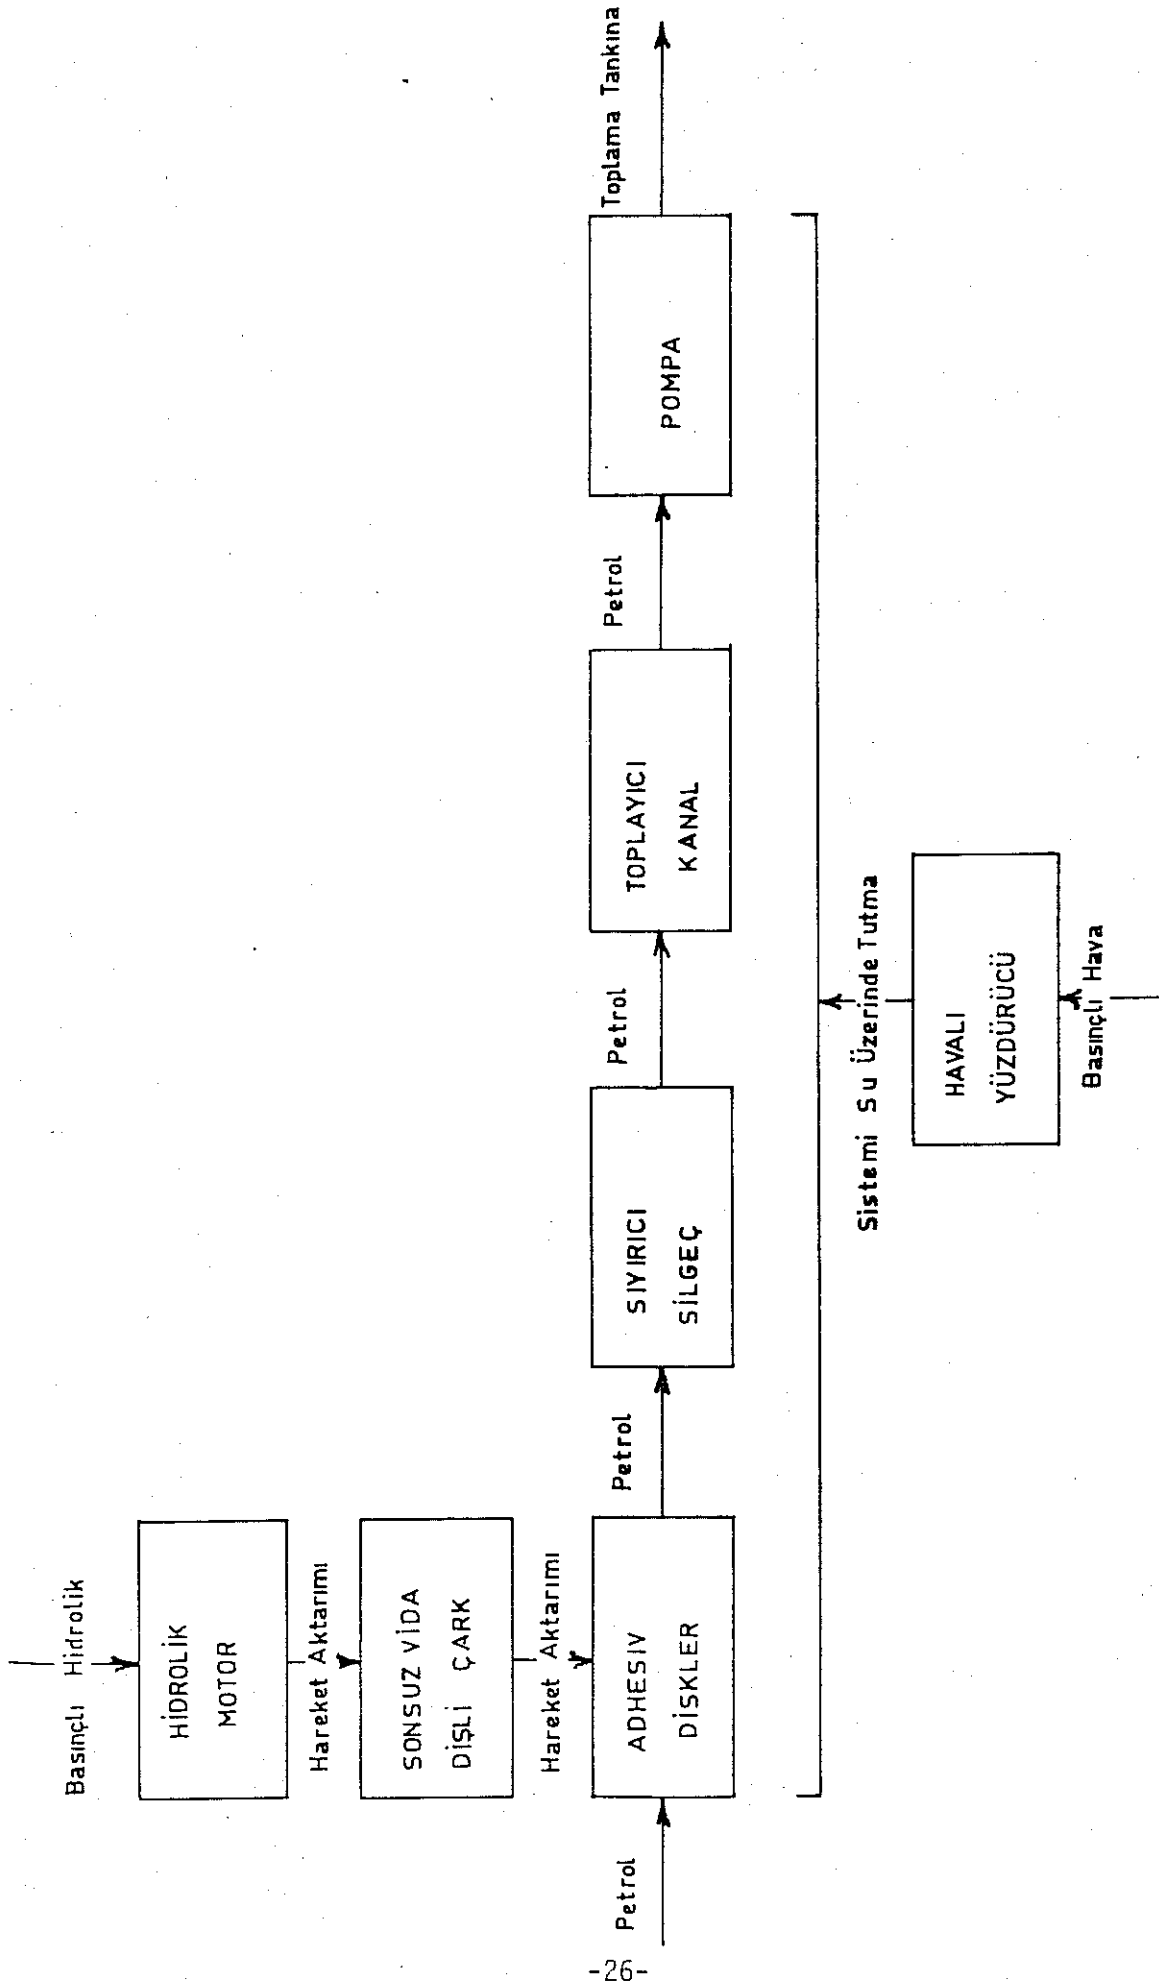 Basınçlı Hidrolik
HİDROLİK
MOTOR
Hareket Aktarımı
SONSUZ VİDA
DİŞLİ ÇARK
Hareket Aktarımı
Petrol
ADHESIV
DİSKLER
Petrol
SIYIRICI
SİLGEÇ
Petrol
TOPLAYICI
KANAL
Petrol
POMPA
Toplama Tankına
Sistemi Su Üzerinde Tutma
HAVALI
YÜZDÜRÜCÜ
Basınçlı Hava
-26-